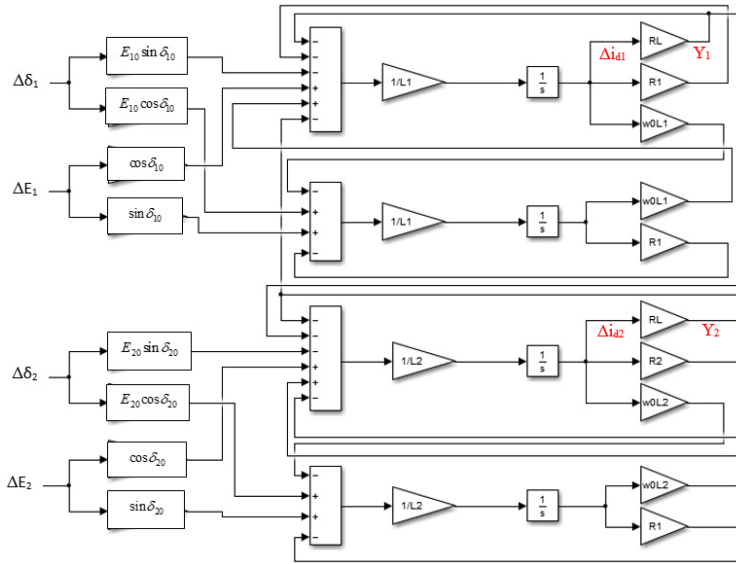 Δδ₁
E₁₀ sin δ₁₀
E₁₀ cos δ₁₀
ΔE₁
cos δ₁₀
sin δ₁₀
− − − + + −
1/L1
1/s
Δi_d1
RL
Y₁
R1
w0L1
− + + −
1/L1
1/s
w0L1
R1
Δδ₂
E₂₀ sin δ₂₀
E₂₀ cos δ₂₀
ΔE₂
cos δ₂₀
sin δ₂₀
− − − + + −
1/L2
1/s
Δi_d2
RL
Y₂
R2
w0L2
− + + −
1/L2
1/s
w0L2
R1